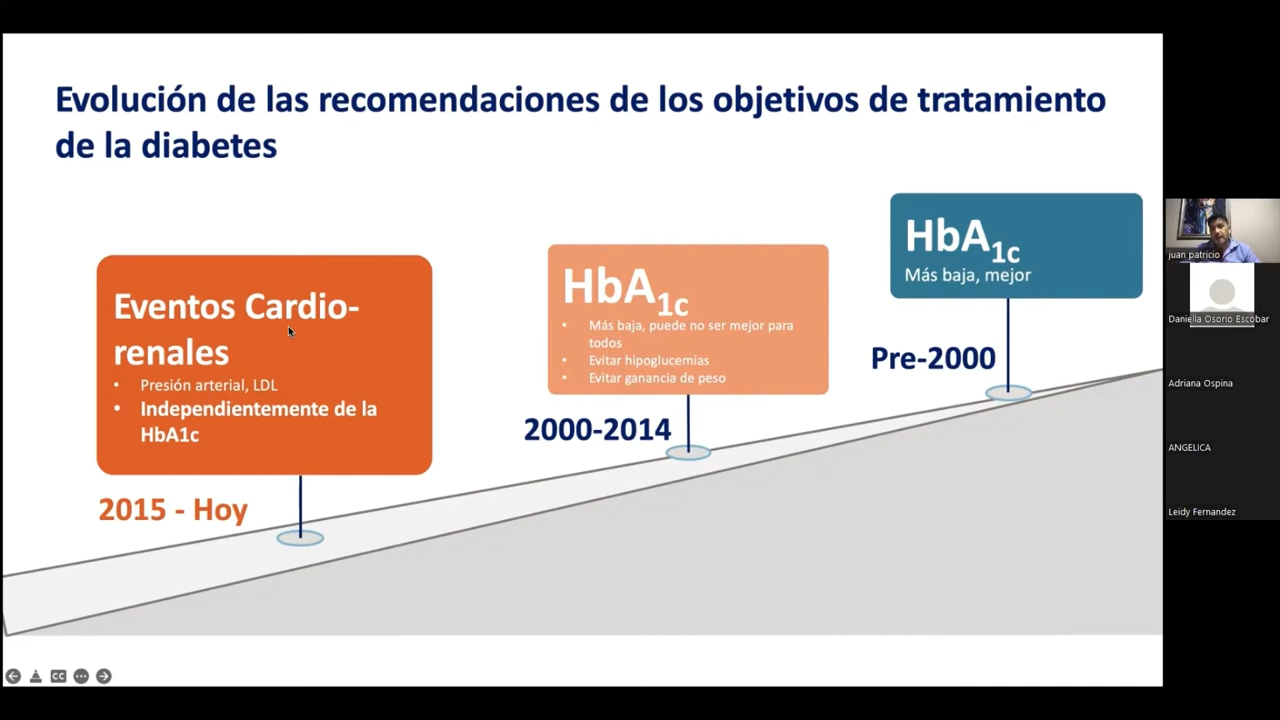 Evolución de las recomendaciones de los objetivos de tratamiento
de la diabetes
Eventos Cardio-
renales
• Presión arterial, LDL
• Independientemente de la
HbA1c
2015 - Hoy
HbA1c
• Más baja, puede no ser mejor para
todos
• Evitar hipoglucemias
• Evitar ganancia de peso
2000-2014
HbA1c
Más baja, mejor
Pre-2000
juan patricio
Daniella Osorio Escobar
Adriana Ospina
ANGELICA
Leidy Fernandez
CC